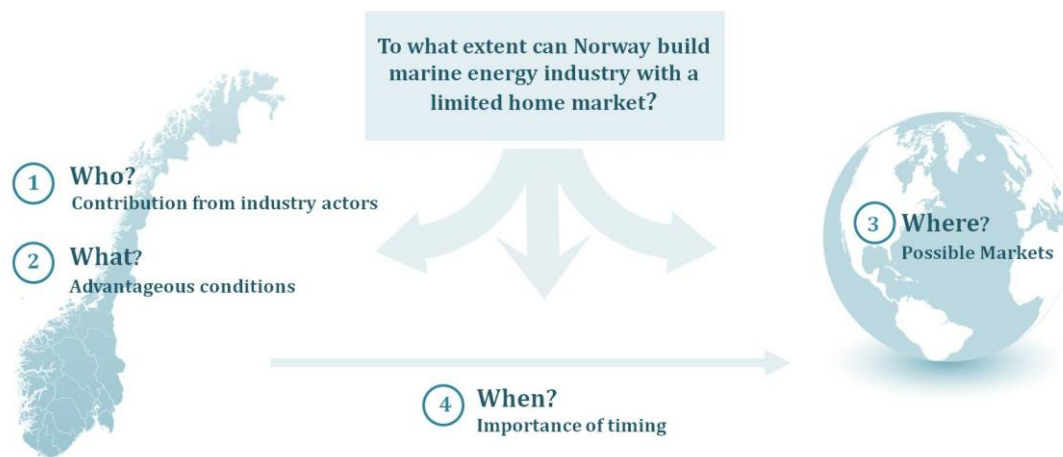 To what extent can Norway build
marine energy industry with a
limited home market?
1 Who?
Contribution from industry actors
2 What?
Advantageous conditions
3 Where?
Possible Markets
4 When?
Importance of timing